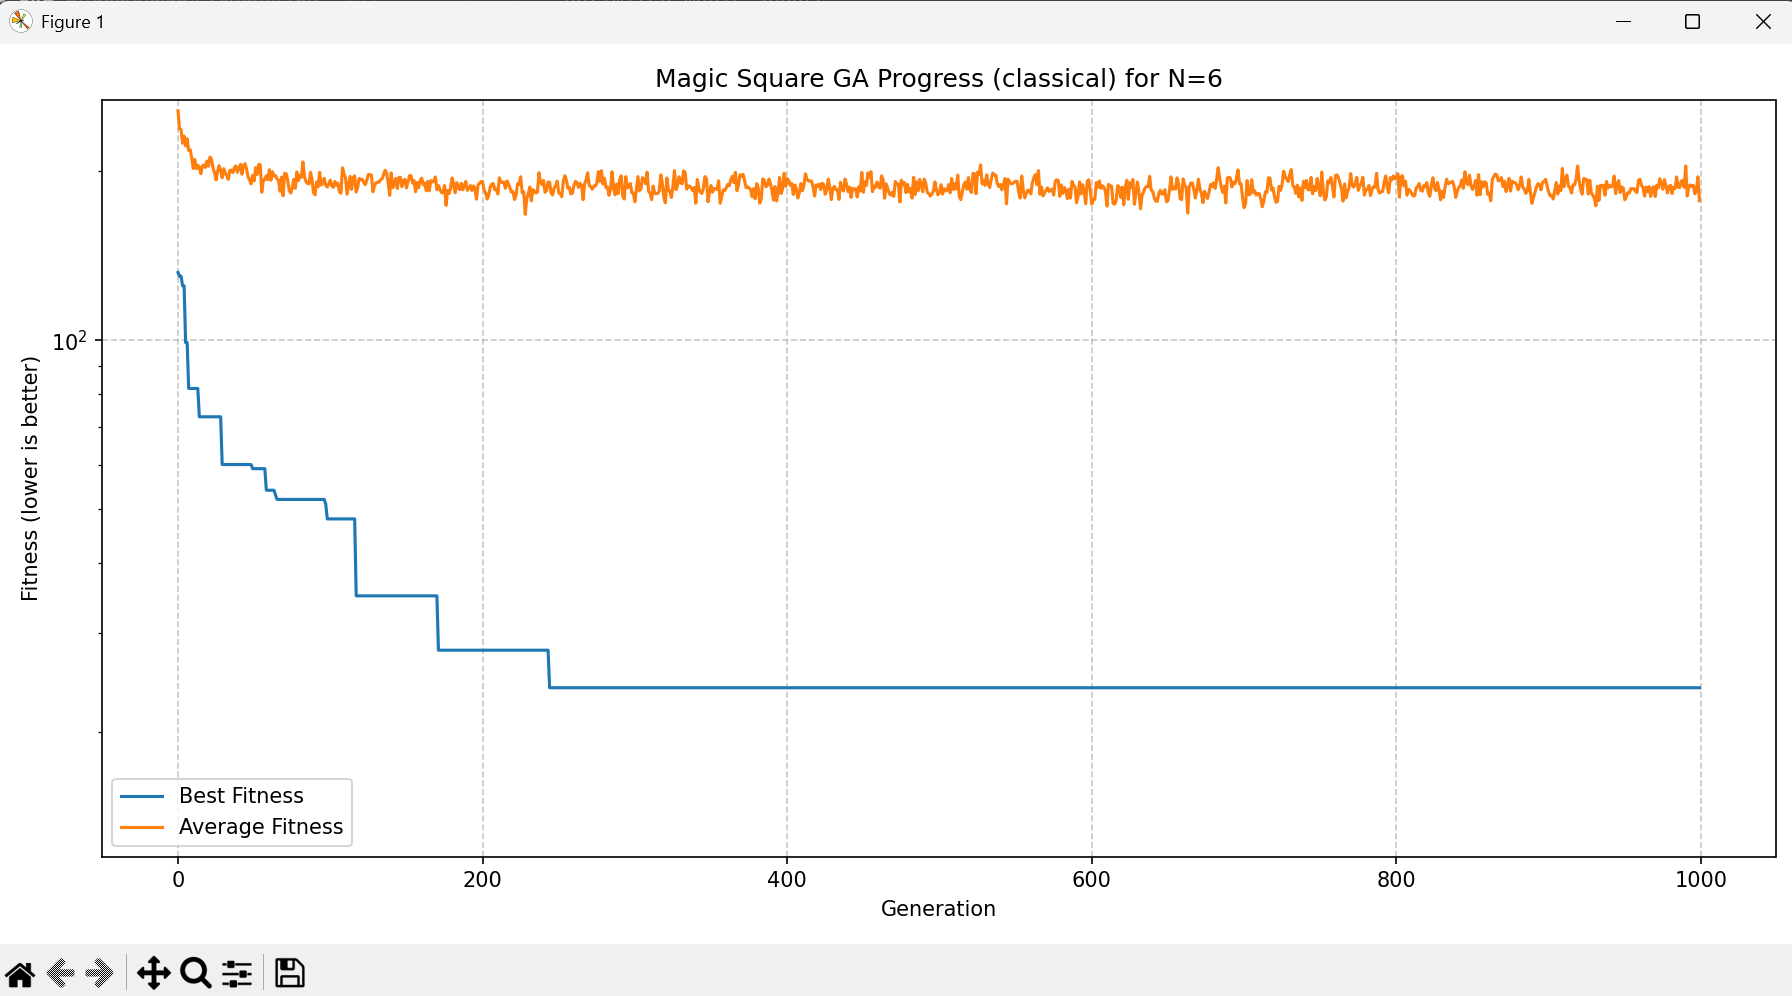 Figure 1
Magic Square GA Progress (classical) for N=6
Fitness (lower is better)
10²
Best Fitness
Average Fitness
0 200 400 600 800 1000
Generation